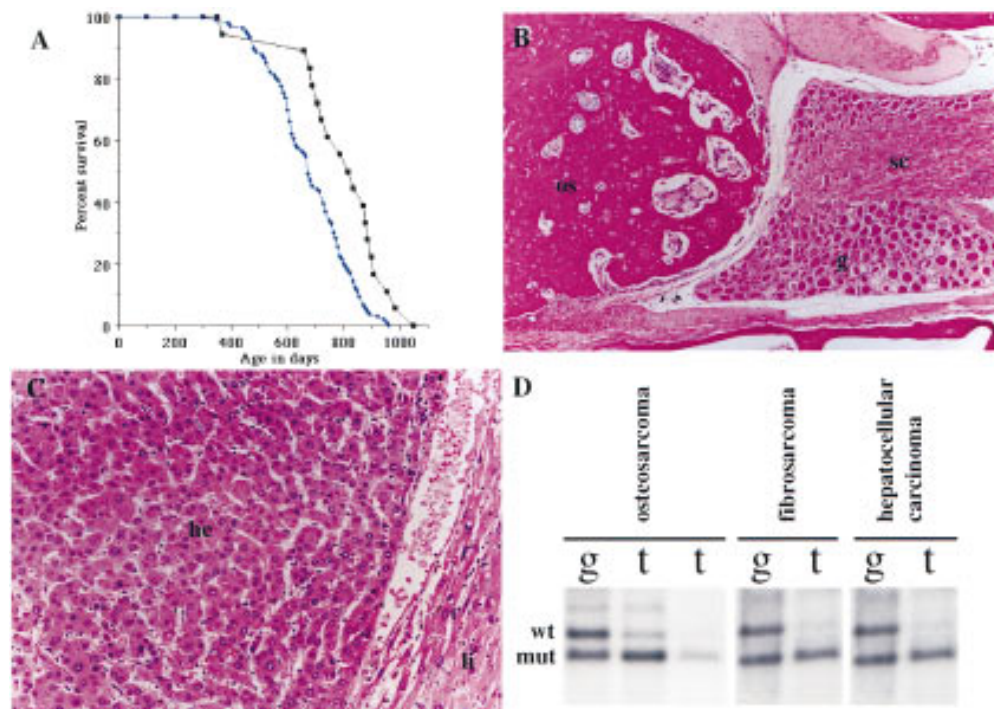 A
Percent survival
100
80
60
40
20
0
0 200 400 600 800 1000
Age in days
B
os
sc
g
C
hc
li
D
osteosarcoma
fibrosarcoma
hepatocellular
carcinoma
g t t g t g t
wt
mut